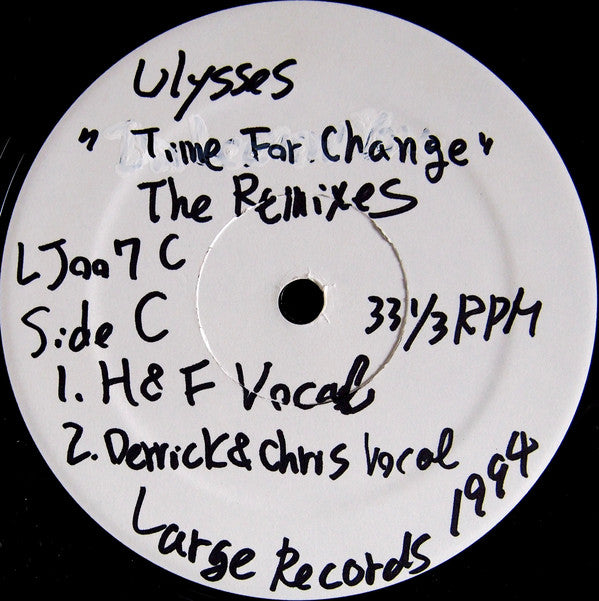 Ulysses
"Time For Change"
The Remixes
LJaa7 C
Side C
33 1/3 RPM
1. H&F Vocal
2. Derrick & Chris Vocal
Large Records 1994